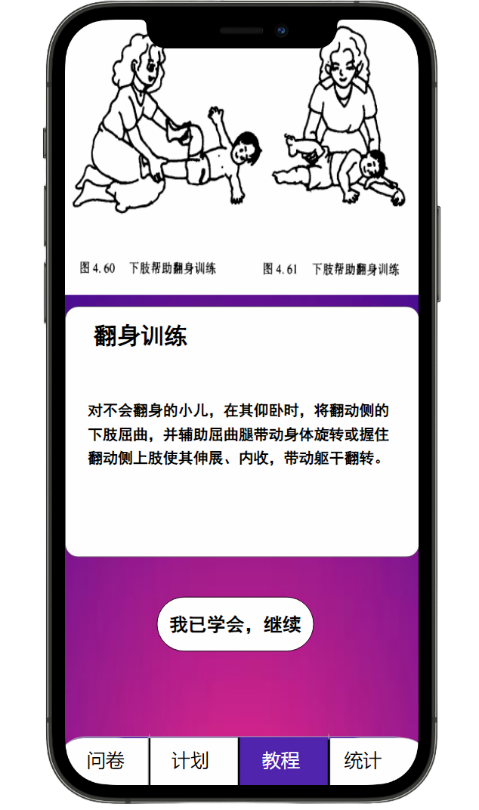 图 4.60 下肢帮助翻身训练 图 4.61 下肢帮助翻身训练
翻身训练
对不会翻身的小儿，在其仰卧时，将翻动侧的
下肢屈曲，并辅助屈曲腿带动身体旋转或握住
翻动侧上肢使其伸展、内收，带动躯干翻转。
我已学会，继续
问卷 计划 教程 统计